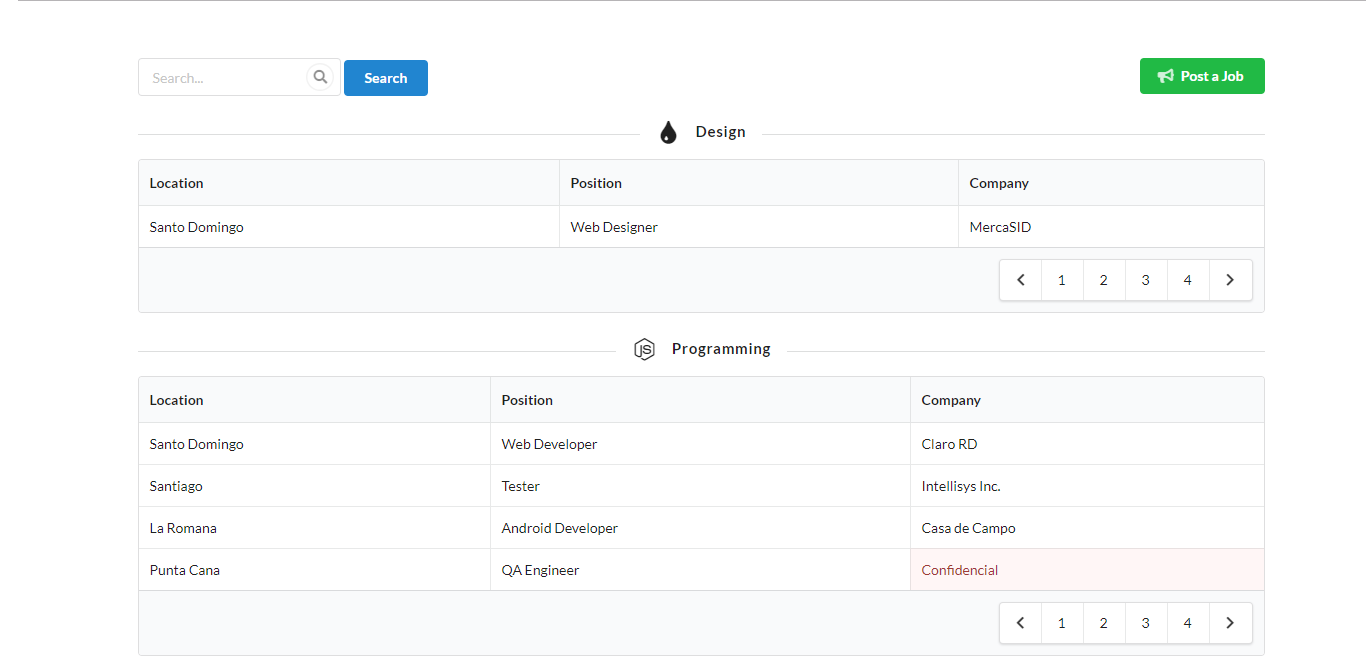 Search... Search Post a Job
Design
Location Position Company
Santo Domingo Web Designer MercaSID
1 2 3 4
JS Programming
Location Position Company
Santo Domingo Web Developer Claro RD
Santiago Tester Intellisys Inc.
La Romana Android Developer Casa de Campo
Punta Cana QA Engineer Confidencial
1 2 3 4